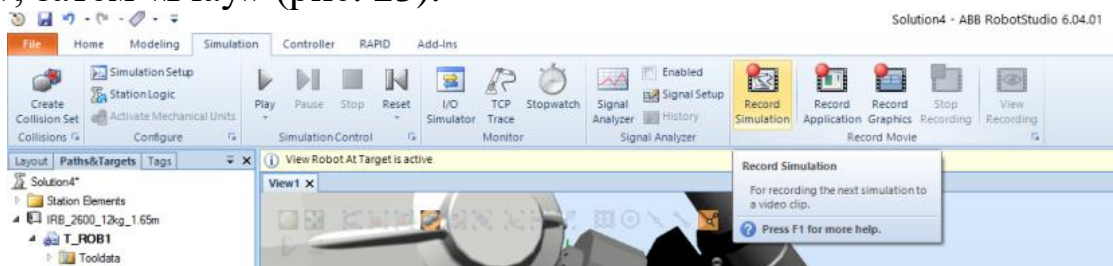 Solution4 - ABB RobotStudio 6.04.01
File Home Modeling Simulation Controller RAPID Add-Ins
Create Collision Set
Simulation Setup
Station Logic
Activate Mechanical Units
Play Pause Stop Reset
I/O Simulator
TCP Trace
Stopwatch
Signal Analyzer
Enabled
Signal Setup
History
Record Simulation
Record Application
Record Graphics
Stop Recording
View Recording
Collisions Configure Simulation Control Monitor Signal Analyzer Record Movie
Layout Paths&Targets Tags
View Robot At Target is active
Solution4*
Station Elements
IRB_2600_12kg_1.65m
T_ROB1
Tooldata
View1
Record Simulation
For recording the next simulation to
a video clip.
Press F1 for more help.